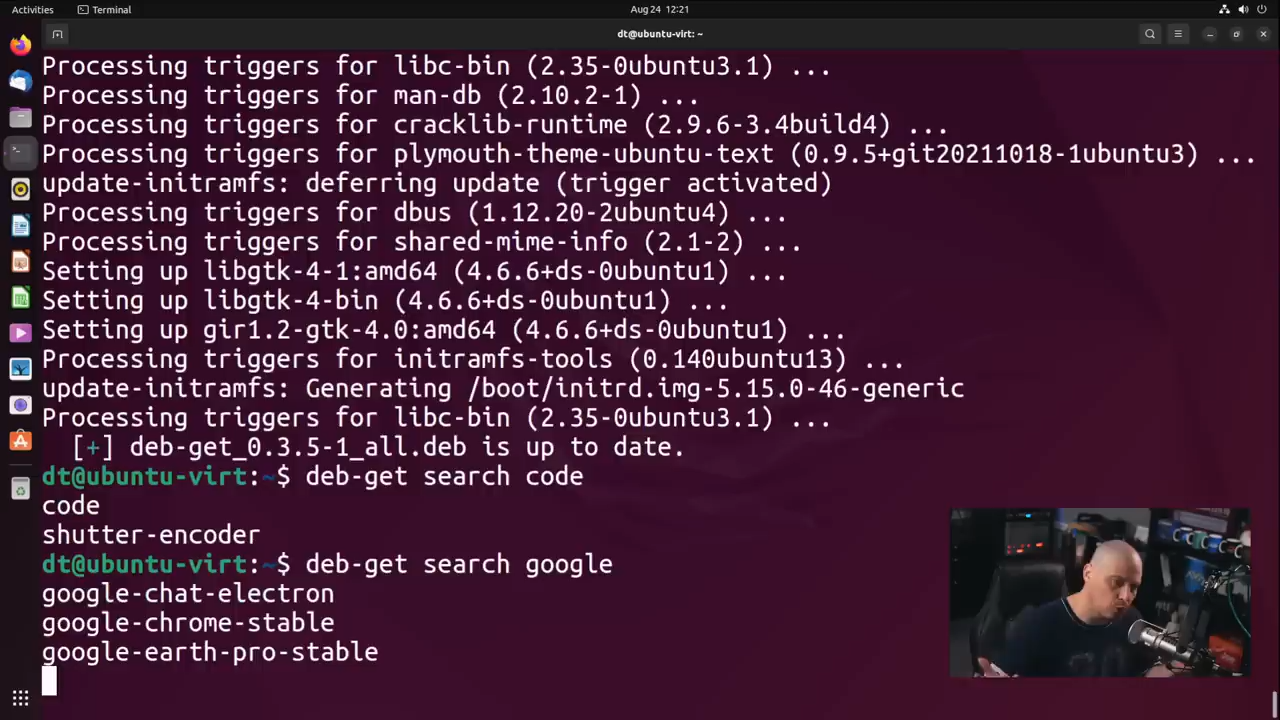 Activities
Terminal
Aug 24 12:21
dt@ubuntu-virt: ~
Processing triggers for libc-bin (2.35-0ubuntu3.1) ...
Processing triggers for man-db (2.10.2-1) ...
Processing triggers for cracklib-runtime (2.9.6-3.4build4) ...
Processing triggers for plymouth-theme-ubuntu-text (0.9.5+git20211018-1ubuntu3) ...
update-initramfs: deferring update (trigger activated)
Processing triggers for dbus (1.12.20-2ubuntu4) ...
Processing triggers for shared-mime-info (2.1-2) ...
Setting up libgtk-4-1:amd64 (4.6.6+ds-0ubuntu1) ...
Setting up libgtk-4-bin (4.6.6+ds-0ubuntu1) ...
Setting up gir1.2-gtk-4.0:amd64 (4.6.6+ds-0ubuntu1) ...
Processing triggers for initramfs-tools (0.140ubuntu13) ...
update-initramfs: Generating /boot/initrd.img-5.15.0-46-generic
Processing triggers for libc-bin (2.35-0ubuntu3.1) ...
[+] deb-get_0.3.5-1_all.deb is up to date.
dt@ubuntu-virt:~$ deb-get search code
code
shutter-encoder
dt@ubuntu-virt:~$ deb-get search google
google-chat-electron
google-chrome-stable
google-earth-pro-stable